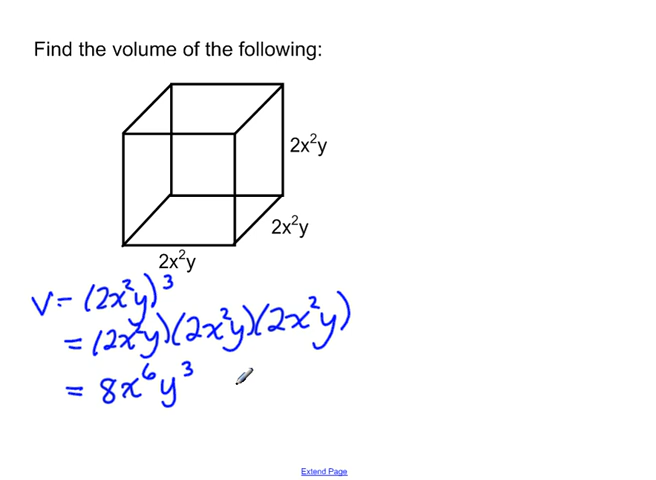 Find the volume of the following:
2x²y
2x²y
2x²y
V = (2x²y)³
= (2x²y)(2x²y)(2x²y)
= 8x⁶y³
Extend Page